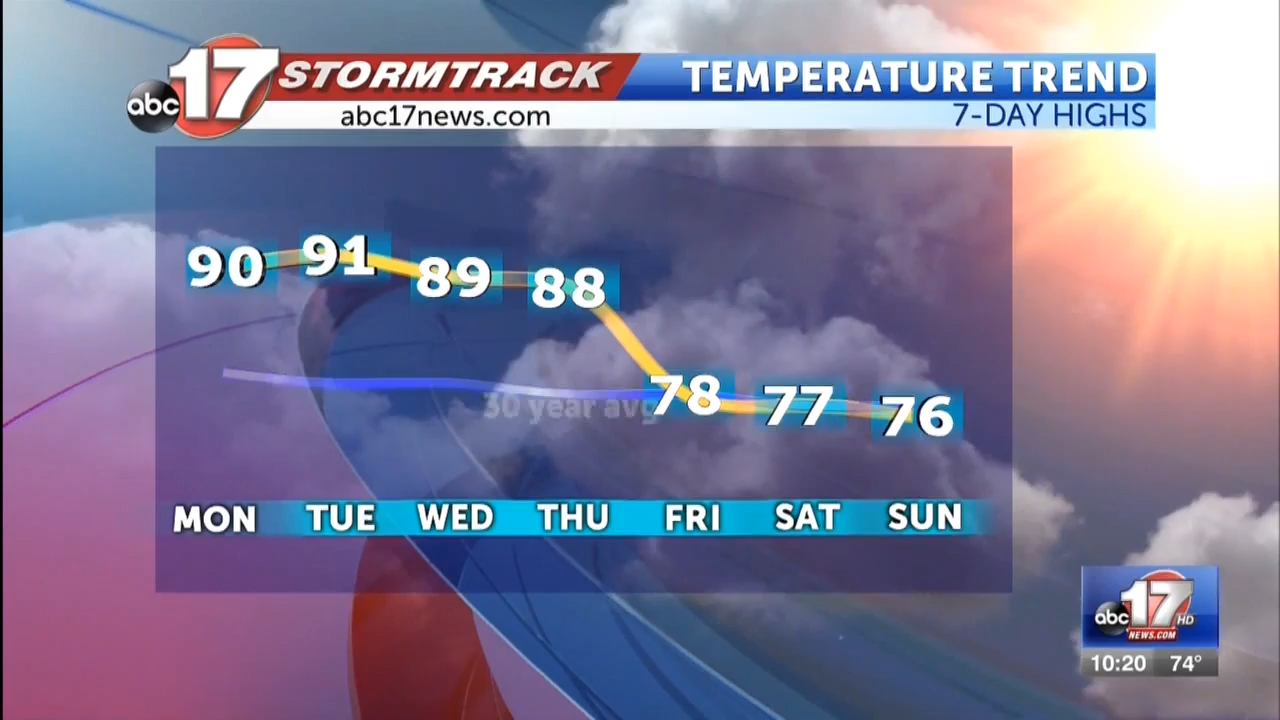 abc 17 STORMTRACK
TEMPERATURE TREND
abc17news.com
7-DAY HIGHS
90 91 89 88 78 77 76
30 year avg
MON TUE WED THU FRI SAT SUN
abc 17 HD
NEWS.COM
10:20 74°